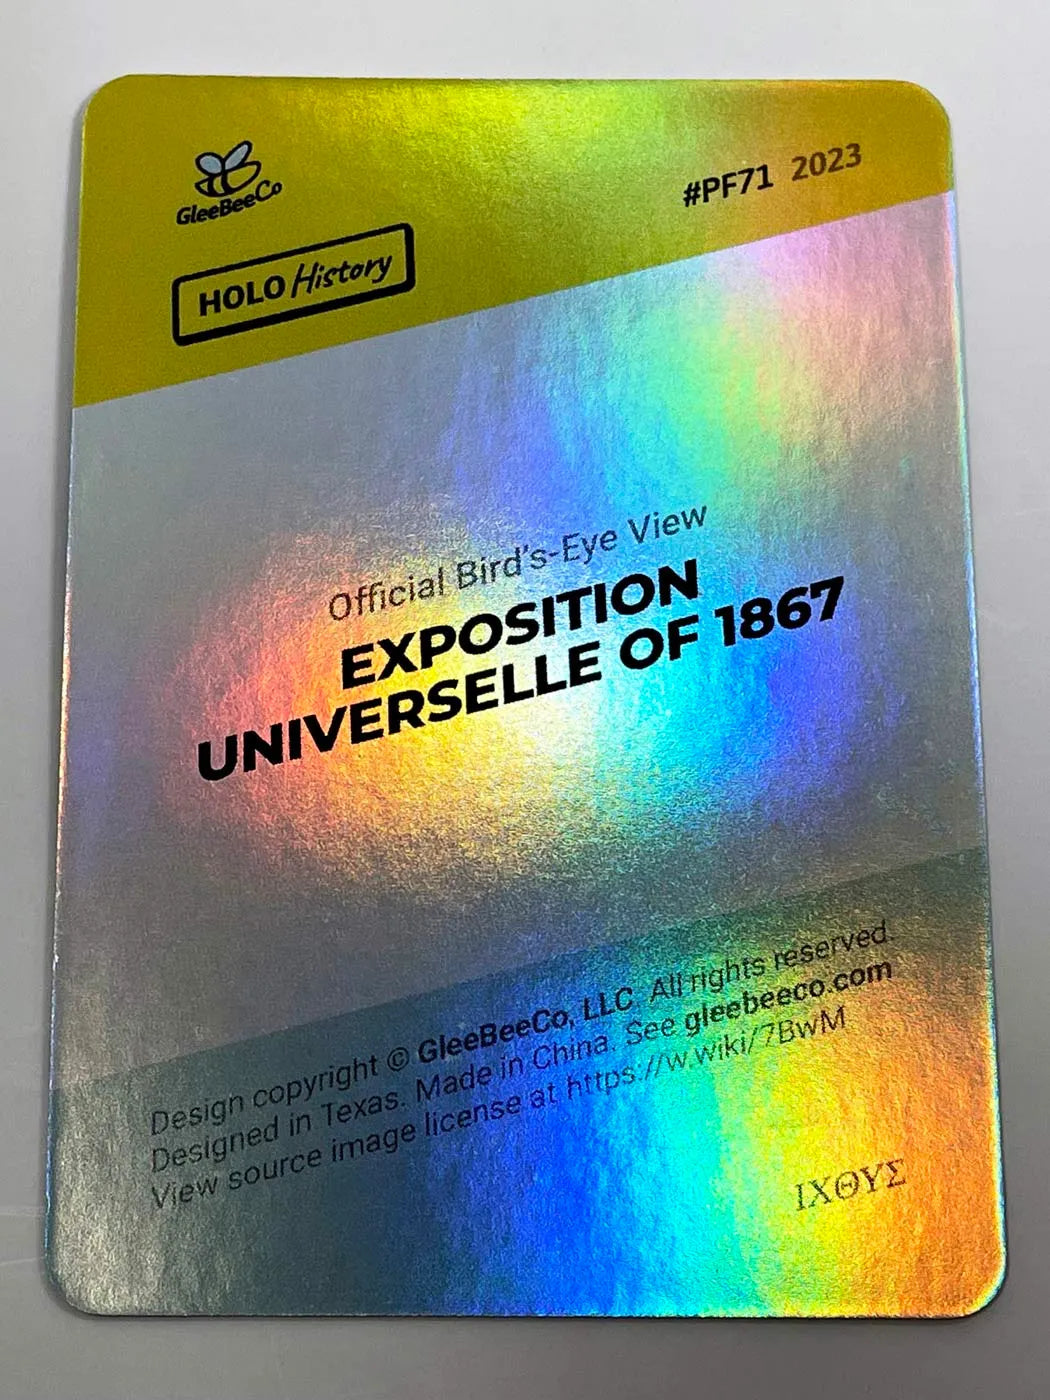 GleeBeeCo
#PF71 2023
HOLO History
Official Bird's-Eye View
EXPOSITION
UNIVERSELLE OF 1867
Design copyright © GleeBeeCo, LLC All rights reserved.
Designed in Texas. Made in China. See gleebeeco.com
View source image license at https://w.wiki/7BwM
ΙΧΘΥΣ